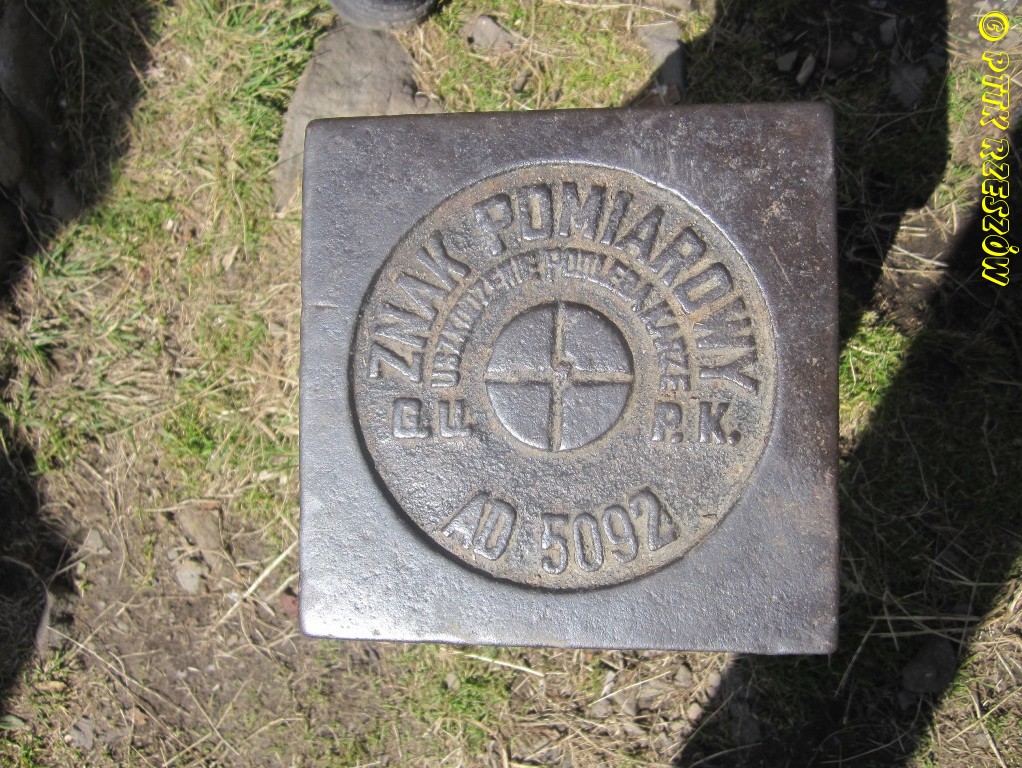 ZNAK POMIAROWY
USZKODZENIE PODLEGA KARZE
P.K.
AD 5092
© PTTK RZESZÓW